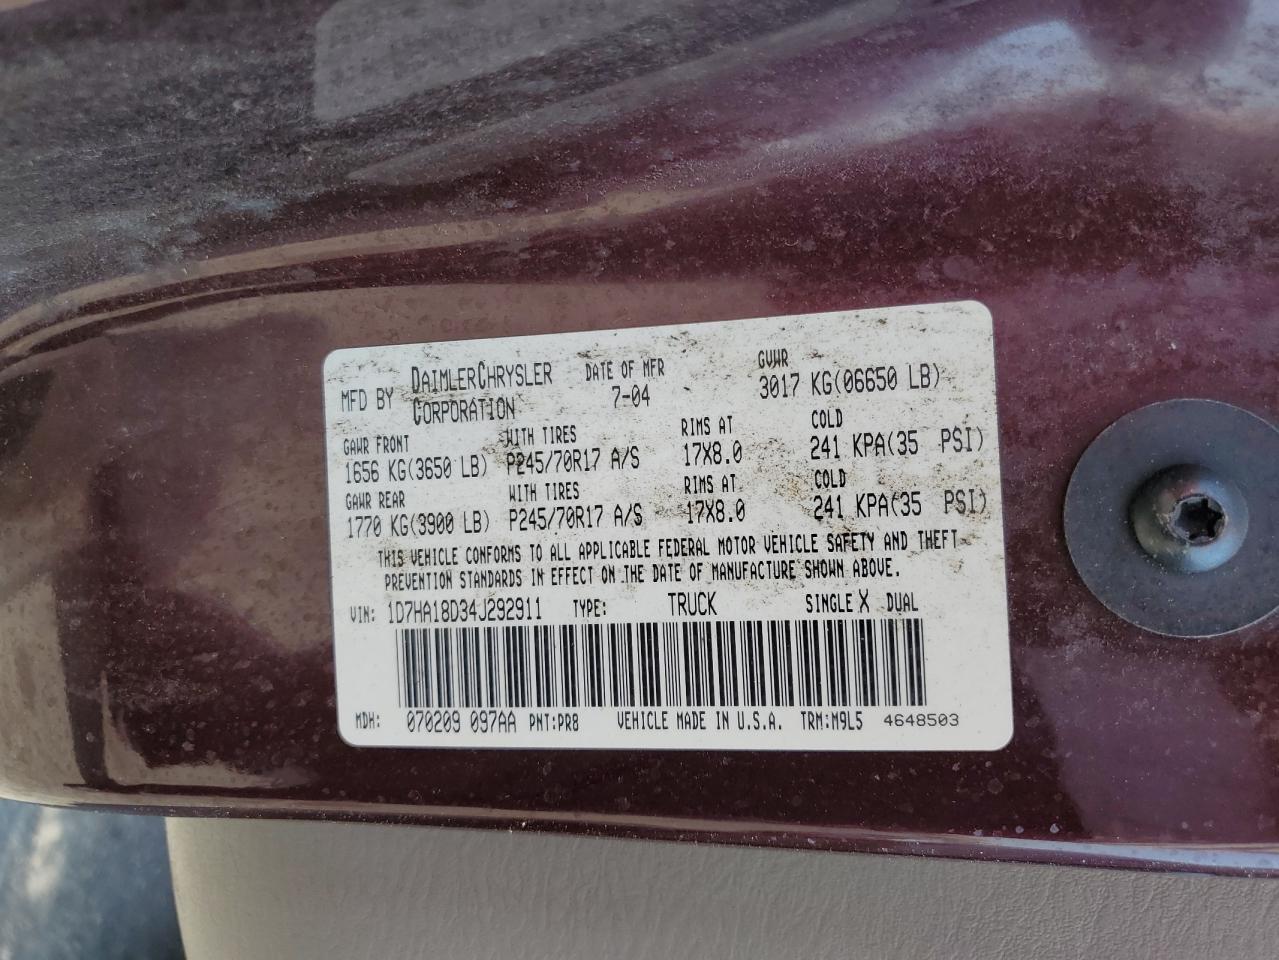 MFD BY DAIMLERCHRYSLER CORPORATION DATE OF MFR 7-04 GVWR 3017 KG(06650 LB)
GAWR FRONT WITH TIRES RIMS AT COLD
1656 KG(3650 LB) P245/70R17 A/S 17X8.0 241 KPA(35 PSI)
GAWR REAR WITH TIRES RIMS AT COLD
1770 KG(3900 LB) P245/70R17 A/S 17X8.0 241 KPA(35 PSI)
THIS VEHICLE CONFORMS TO ALL APPLICABLE FEDERAL MOTOR VEHICLE SAFETY AND THEFT
PREVENTION STANDARDS IN EFFECT ON THE DATE OF MANUFACTURE SHOWN ABOVE.
VIN: 1D7HA18D34J292911 TYPE: TRUCK SINGLE X DUAL
MDH: 070209 097AA PNT:PR8 VEHICLE MADE IN U.S.A. TRM:M9L5 4648503